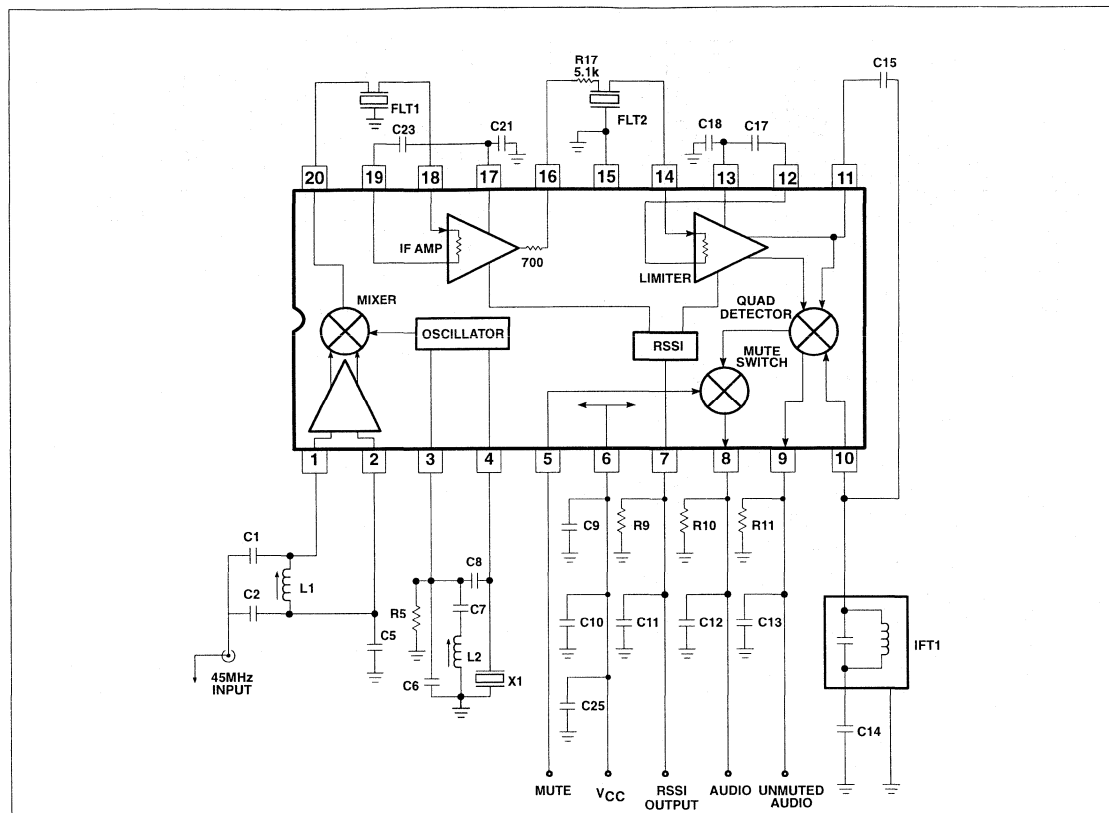 R17
5.1k
C15
FLT1
FLT2
C23
C21
C18
C17
20
19
18
17
16
15
14
13
12
11
IF AMP
700
LIMITER
MIXER
OSCILLATOR
RSSI
QUAD
DETECTOR
MUTE
SWITCH
1
2
3
4
5
6
7
8
9
10
C1
L1
C2
C5
45MHz
INPUT
R5
C8
C7
L2
C6
X1
C9
R9
R10
R11
C10
C11
C12
C13
C25
IFT1
C14
MUTE
VCC
RSSI
OUTPUT
AUDIO
UNMUTED
AUDIO